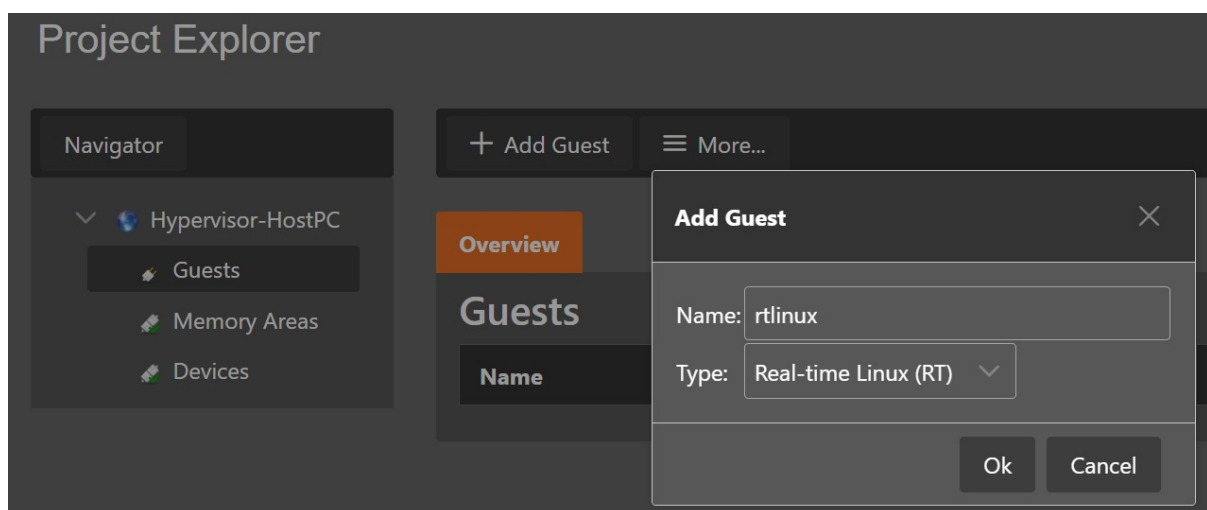 Project Explorer
Navigator
+ Add Guest
More...
Hypervisor-HostPC
Guests
Memory Areas
Devices
Overview
Guests
Name
Add Guest
Name: rtlinux
Type: Real-time Linux (RT)
Ok
Cancel